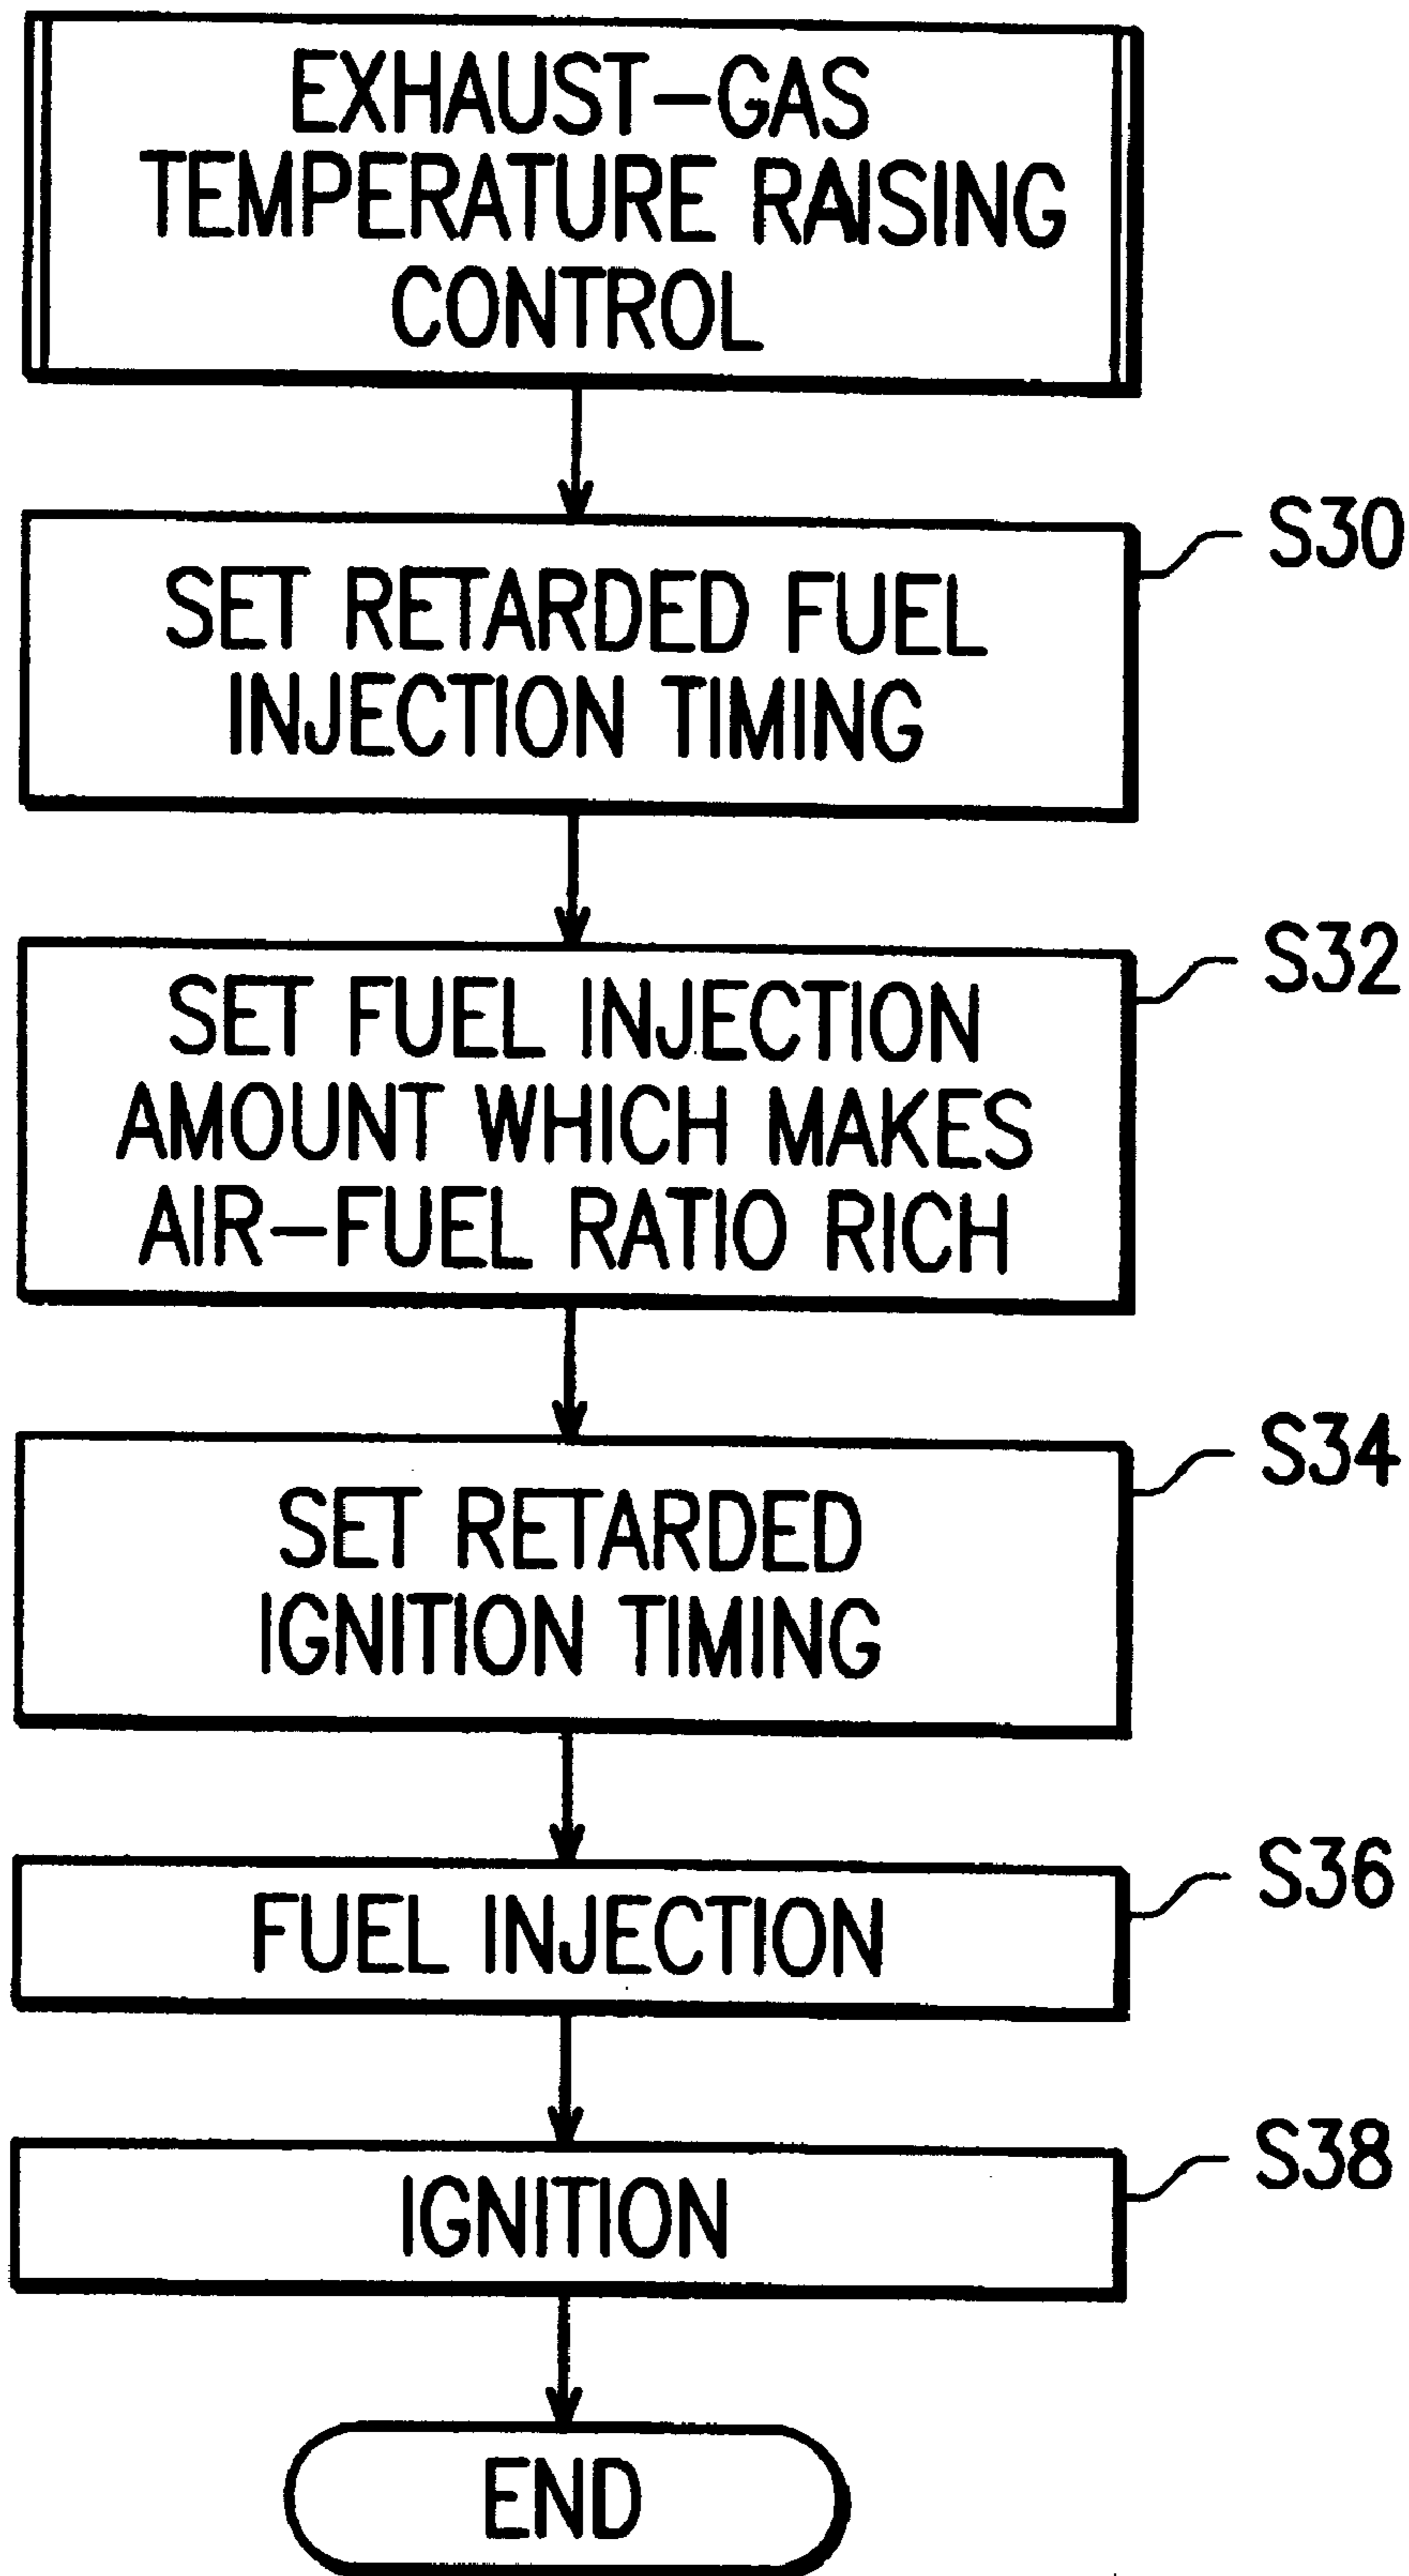 EXHAUST-GAS
TEMPERATURE RAISING
CONTROL
S30
SET RETARDED FUEL
INJECTION TIMING
S32
SET FUEL INJECTION
AMOUNT WHICH MAKES
AIR-FUEL RATIO RICH
S34
SET RETARDED
IGNITION TIMING
S36
FUEL INJECTION
S38
IGNITION
END